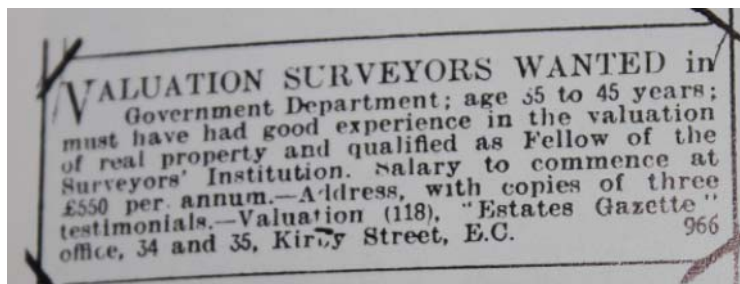 VALUATION SURVEYORS WANTED in
Government Department; age 35 to 45 years;
must have had good experience in the valuation
of real property and qualified as Fellow of the
Surveyors' Institution. Salary to commence at
£550 per annum.—Address, with copies of three
testimonials.—Valuation (118), "Estates Gazette"
office, 34 and 35, Kirby Street, E.C. 966